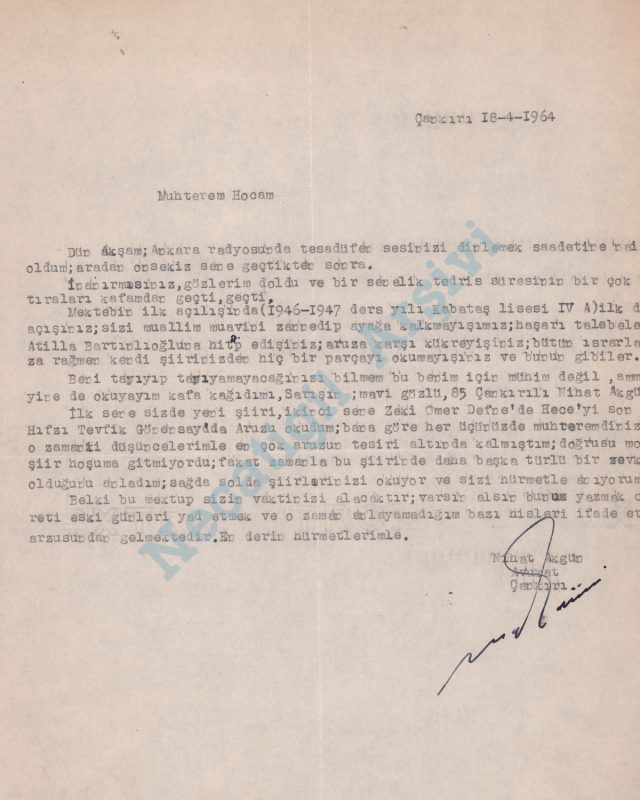 Çankırı 18-4-1964
Muhterem Hocam
Dün akşam;Ankara radyosunda tesadüfen sesinizi dinlemek saadetine nai
oldum;aradan onsekiz sene geçtikten sonra.
İnanırmısınız,gözlerim doldu ve bir senelik tedris süresinin bir çok
tıraları kafamdan geçti,geçti.
Mektebin ilk açılışında(1946-1947 ders yılı Kabataş lisesi IV A)ilk d
açışınız;sizi muallim muavini zannedip ayağa kalkmayışımız;haşarı talebele
Atilla Bartınlıoğluna hitap edişiniz;aruza karşı kükreyişiniz;bütün ısrarla
za rağmen kendi şiirinizden hiç bir parçayı okumayışınız ve bunun gibiler.
Beni tanıyıp tanıyamayacağınızı bilmem bu benim için mühim değil ,amm
yine de okuyayım kafa kağıdımı,Sarışın ;mavi gözlü,85 Çankırılı Nihat Akgü
İlk sene sizde yeni şiiri,ikinci sene Zeki Ömer Defne'de Hece'yi son
Hıfzı Tevfik Gönensaydda Aruzu okudum;bana göre her üçünüzde muhteremdiniz
o zamanki düşüncelerimle en çok aruzun tesiri altında kalmıştım;doğrusu mo
şiir hoşuma gitmiyordu;fakat zamanla bu şiirinde daha başka türlü bir zevk
olduğunu anladım;sağda solda şiirlerinizi okuyor ve sizi hürmetle anıyorum
Belki bu mektup sizin vaktinizi alacaktır;varsın alsın bunum yazmak c
reti eski günleri yad etmek ve o zaman anlayamadığım bazı hisleri ifade et
arzusundan gelmektedir.En derin hürmetlerimle.
Nihat Akgün
Avukat
Çankırı